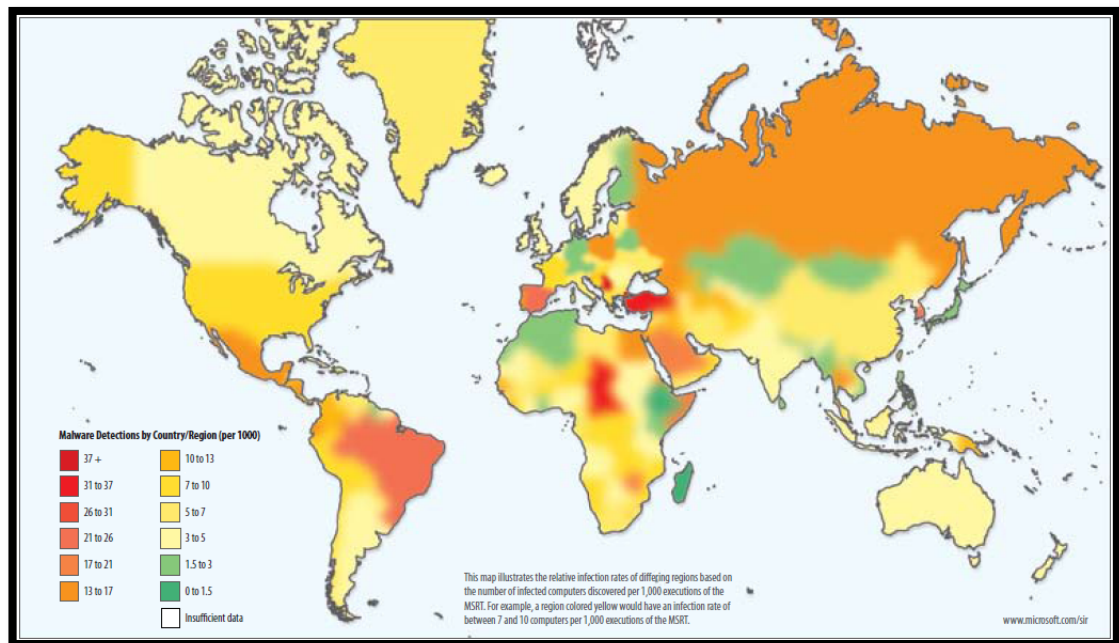 Malware Detections by Country/Region (per 1000)
37 +
10 to 13
31 to 37
7 to 10
26 to 31
5 to 7
21 to 26
3 to 5
17 to 21
1.5 to 3
13 to 17
0 to 1.5
Insufficient data
This map illustrates the relative infection rates of differing regions based on
the number of infected computers discovered per 1,000 executions of the
MSRT. For example, a region colored yellow would have an infection rate of
between 7 and 10 computers per 1,000 executions of the MSRT.
www.microsoft.com/sir